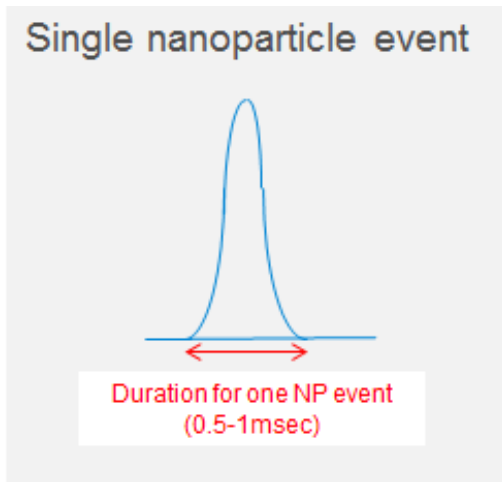 Single nanoparticle event
Duration for one NP event
(0.5-1msec)